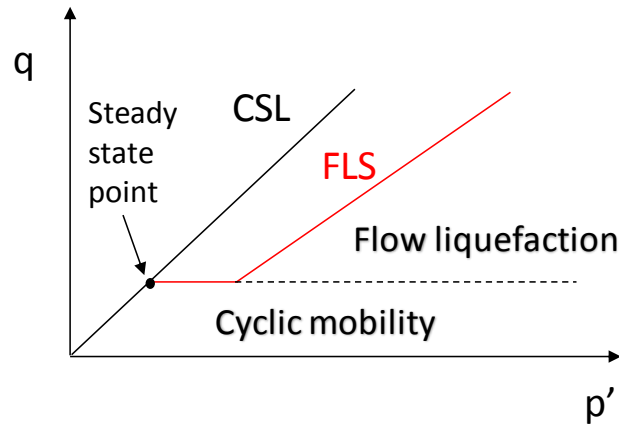 q
CSL
Steady
state
point
FLS
Flow liquefaction
Cyclic mobility
p’